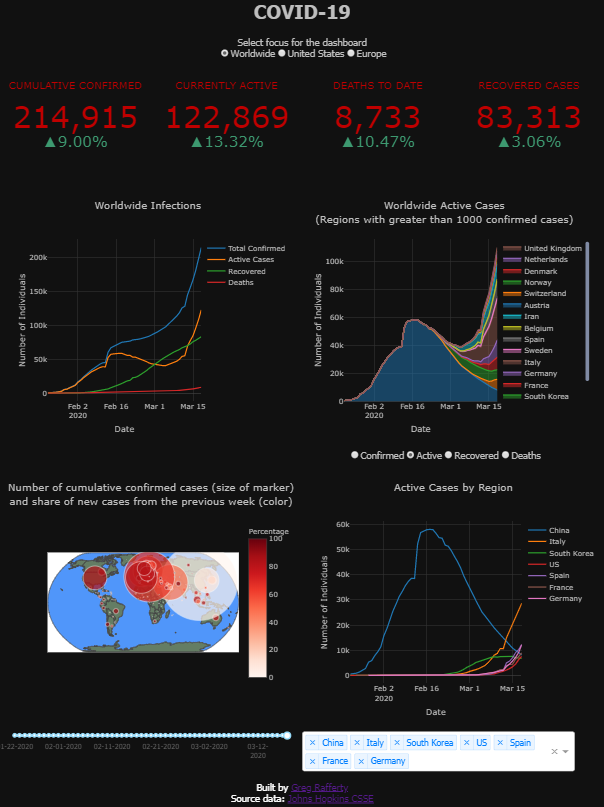 COVID-19
Select focus for the dashboard
Worldwide United States Europe
CUMULATIVE CONFIRMED
214,915
▲9.00%
CURRENTLY ACTIVE
122,869
▲13.32%
DEATHS TO DATE
8,733
▲10.47%
RECOVERED CASES
83,313
▲3.06%
Worldwide Infections
Number of Individuals
200k
150k
100k
50k
0
Feb 2
2020
Feb 16
Mar 1
Mar 15
Date
Total Confirmed
Active Cases
Recovered
Deaths
Worldwide Active Cases
(Regions with greater than 1000 confirmed cases)
Number of Individuals
100k
80k
60k
40k
20k
0
Feb 2
2020
Feb 16
Mar 1
Mar 15
Date
United Kingdom
Netherlands
Denmark
Norway
Switzerland
Austria
Iran
Belgium
Spain
Sweden
Italy
Germany
France
South Korea
Confirmed Active Recovered Deaths
Number of cumulative confirmed cases (size of marker)
and share of new cases from the previous week (color)
Percentage
100
80
60
40
20
0
Active Cases by Region
Number of Individuals
60k
50k
40k
30k
20k
10k
0
Feb 2
2020
Feb 16
Mar 1
Mar 15
Date
China
Italy
South Korea
US
Spain
France
Germany
1-22-2020 02-01-2020 02-11-2020 02-21-2020 03-02-2020 03-12-
2020
× China × Italy × South Korea × US × Spain
× France × Germany ×
Built by Greg Rafferty
Source data: Johns Hopkins CSSE